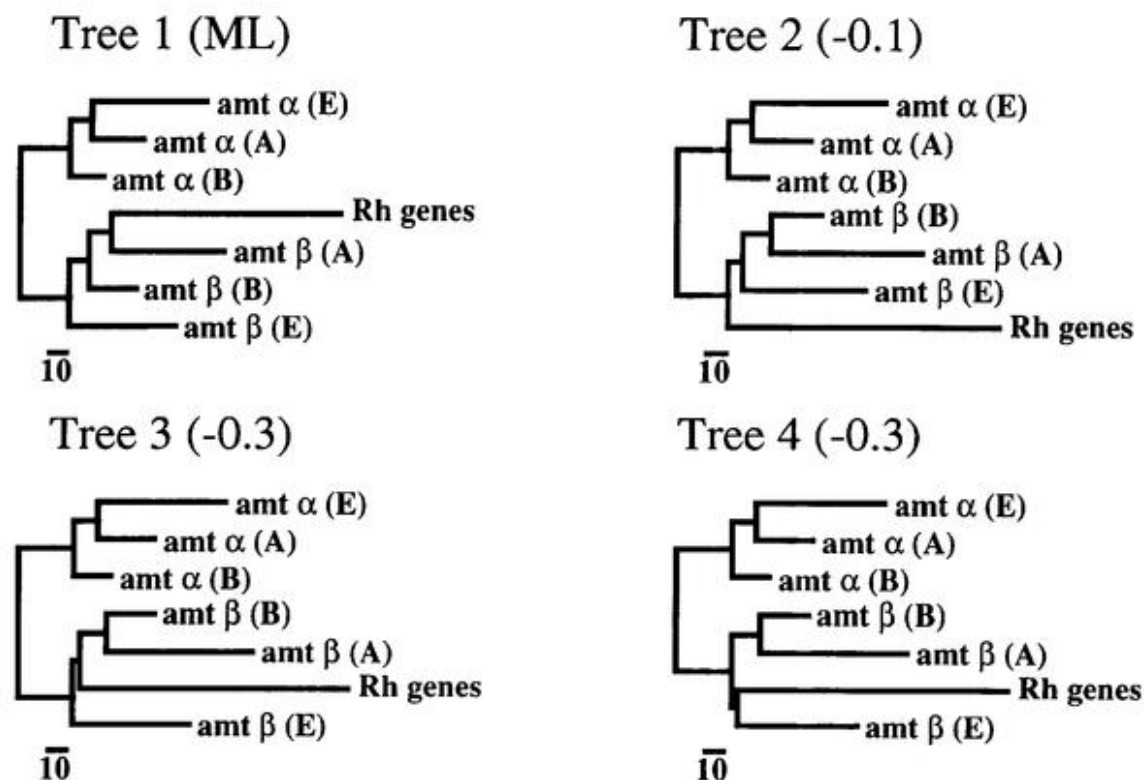 Tree 1 (ML)
amt α (E)
amt α (A)
amt α (B)
Rh genes
amt β (A)
amt β (B)
amt β (E)
10
Tree 2 (-0.1)
amt α (E)
amt α (A)
amt α (B)
amt β (B)
amt β (A)
amt β (E)
Rh genes
10
Tree 3 (-0.3)
amt α (E)
amt α (A)
amt α (B)
amt β (B)
amt β (A)
Rh genes
amt β (E)
10
Tree 4 (-0.3)
amt α (E)
amt α (A)
amt α (B)
amt β (B)
amt β (A)
Rh genes
amt β (E)
10